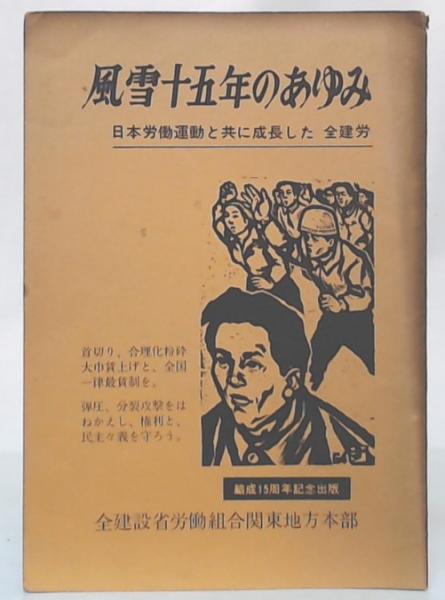 風雪十五年のあゆみ
日本労働運動と共に成長した 全建労
首切り、合理化粉砕
大巾賃上げと、全国
一律最賃制を。
弾圧、分裂攻撃をは
ねかえし、権利と、
民主々義を守ろう。
結成15周年記念出版
全建設省労働組合関東地方本部